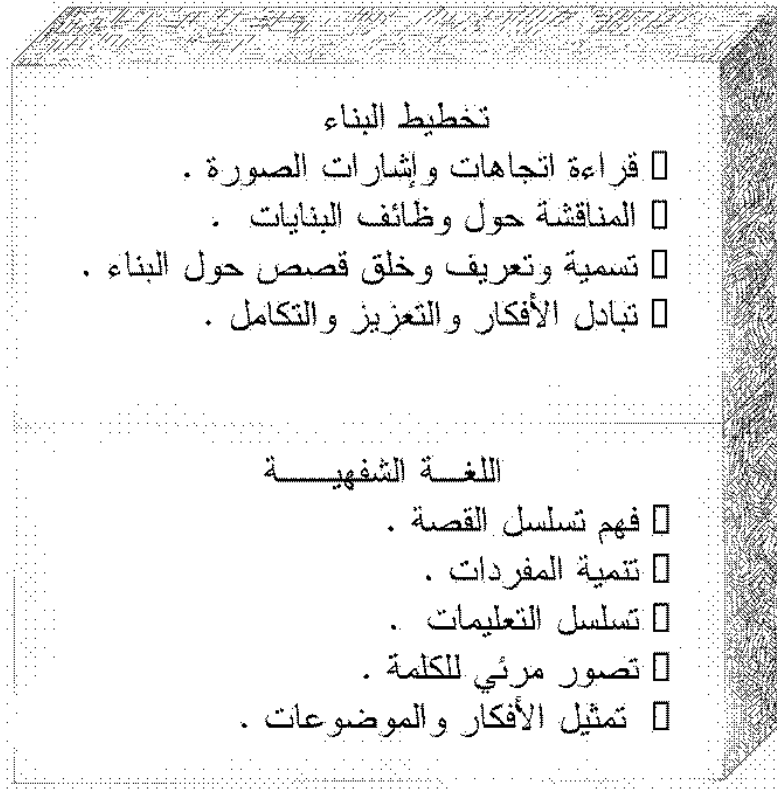 تخطيط البناء
▯ قراءة اتجاهات وإشارات الصورة .
▯ المناقشة حول وظائف البنايات .
▯ تسمية وتعريف وخلق قصص حول البناء .
▯ تبادل الأفكار والتعزيز والتكامل .
اللغـــة الشفهيـــــــة
▯ فهم تسلسل القصة .
▯ تنمية المفردات .
▯ تسلسل التعليمات .
▯ تصور مرئي للكلمة .
▯ تمثيل الأفكار والموضوعات .